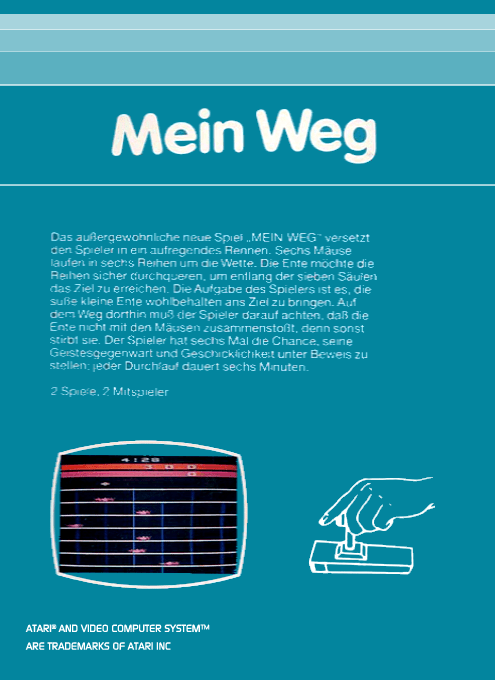 Mein Weg
Das außergewöhnliche neue Spiel „MEIN WEG" versetzt
den Spieler in ein aufregendes Rennen. Sechs Mäuse
laufen in sechs Reihen um die Wette. Die Ente möchte die
Reihen sicher durchqueren, um entlang der sieben Säulen
das Ziel zu erreichen. Die Aufgabe des Spielers ist es, die
süße kleine Ente wohlbehalten ans Ziel zu bringen. Auf
dem Weg dorthin muß der Spieler darauf achten, daß die
Ente nicht mit den Mäusen zusammenstößt, denn sonst
stirbt sie. Der Spieler hat sechs Mal die Chance, seine
Geistesgegenwart und Geschicklichkeit unter Beweis zu
stellen; jeder Durchlauf dauert sechs Minuten.
2 Spiele, 2 Mitspieler
4:28
3 0 0
0
ATARI® AND VIDEO COMPUTER SYSTEM™
ARE TRADEMARKS OF ATARI INC